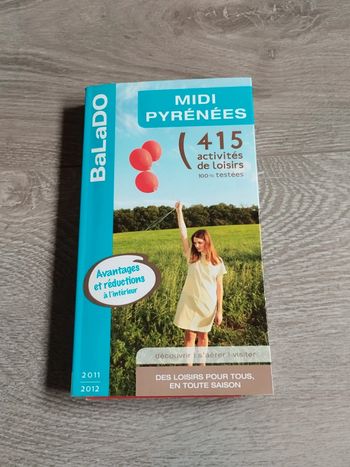 BaLaDO
MIDI
PYRÉNÉES
415
activités
de loisirs
100% testées
Avantages
et réductions
à l'intérieur
découvrir | s'aérer | visiter
2011
2012
DES LOISIRS POUR TOUS,
EN TOUTE SAISON